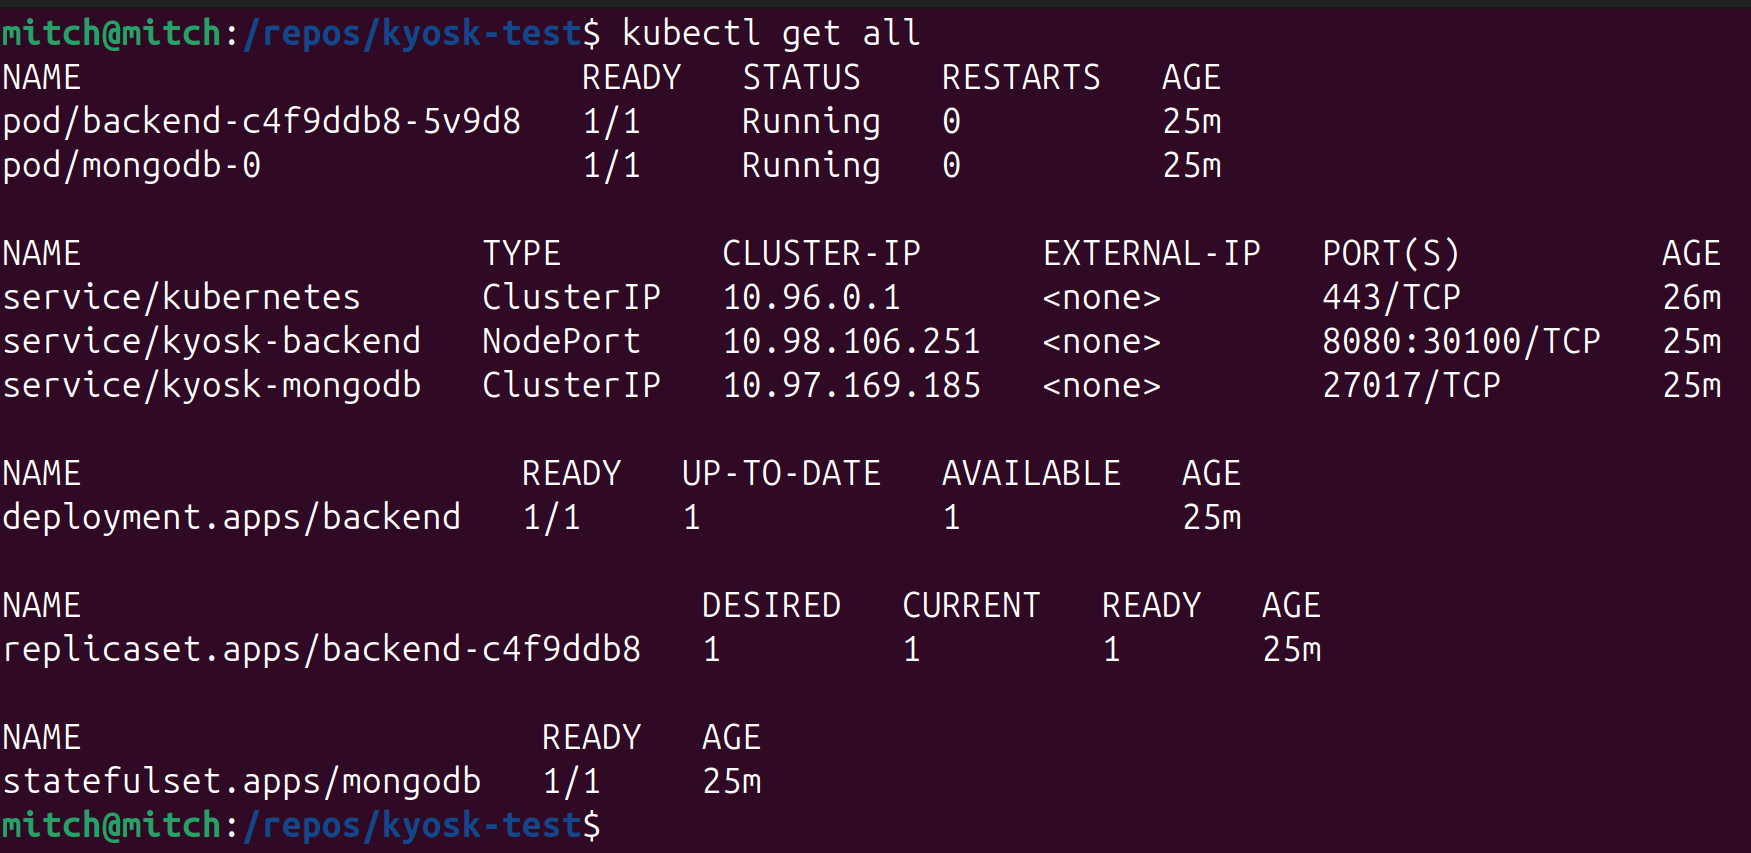 mitch@mitch:/repos/kyosk-test$ kubectl get all
NAME                         READY   STATUS    RESTARTS   AGE
pod/backend-c4f9ddb8-5v9d8   1/1     Running   0          25m
pod/mongodb-0                1/1     Running   0          25m

NAME                    TYPE        CLUSTER-IP      EXTERNAL-IP   PORT(S)          AGE
service/kubernetes      ClusterIP   10.96.0.1       <none>        443/TCP          26m
service/kyosk-backend   NodePort    10.98.106.251   <none>        8080:30100/TCP   25m
service/kyosk-mongodb   ClusterIP   10.97.169.185   <none>        27017/TCP        25m

NAME                      READY   UP-TO-DATE   AVAILABLE   AGE
deployment.apps/backend   1/1     1            1           25m

NAME                               DESIRED   CURRENT   READY   AGE
replicaset.apps/backend-c4f9ddb8   1         1         1       25m

NAME                       READY   AGE
statefulset.apps/mongodb   1/1     25m
mitch@mitch:/repos/kyosk-test$